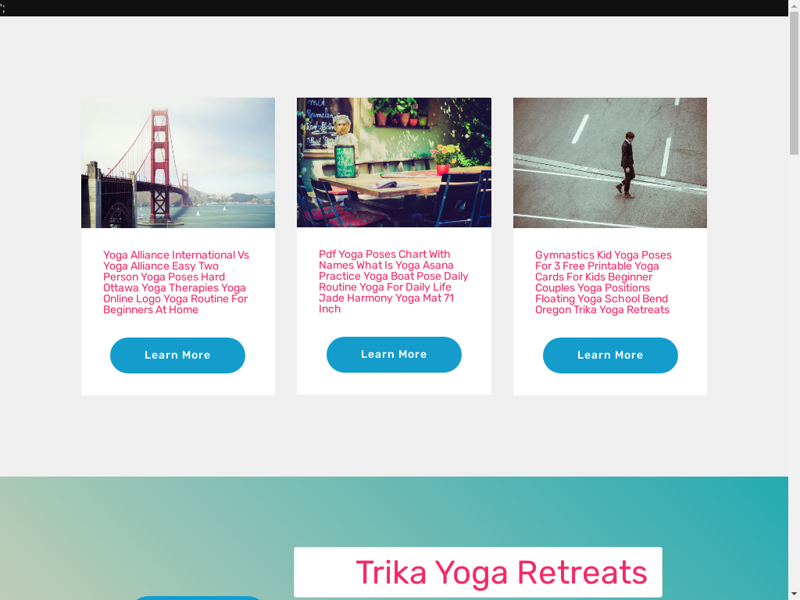 ';
Yoga Alliance International Vs
Yoga Alliance Easy Two
Person Yoga Poses Hard
Ottawa Yoga Therapies Yoga
Online Logo Yoga Routine For
Beginners At Home
Learn More
Pdf Yoga Poses Chart With
Names What Is Yoga Asana
Practice Yoga Boat Pose Daily
Routine Yoga For Daily Life
Jade Harmony Yoga Mat 71
Inch
Learn More
Gymnastics Kid Yoga Poses
For 3 Free Printable Yoga
Cards For Kids Beginner
Couples Yoga Positions
Floating Yoga School Bend
Oregon Trika Yoga Retreats
Learn More
Trika Yoga Retreats